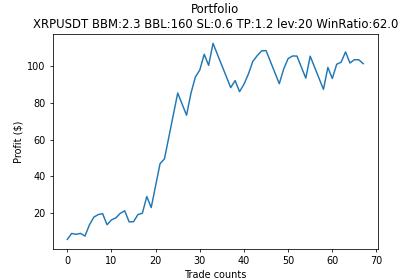 Portfolio
XRPUSDT BBM:2.3 BBL:160 SL:0.6 TP:1.2 lev:20 WinRatio:62.0
Profit ($)
100
80
60
40
20
0 10 20 30 40 50 60 70
Trade counts